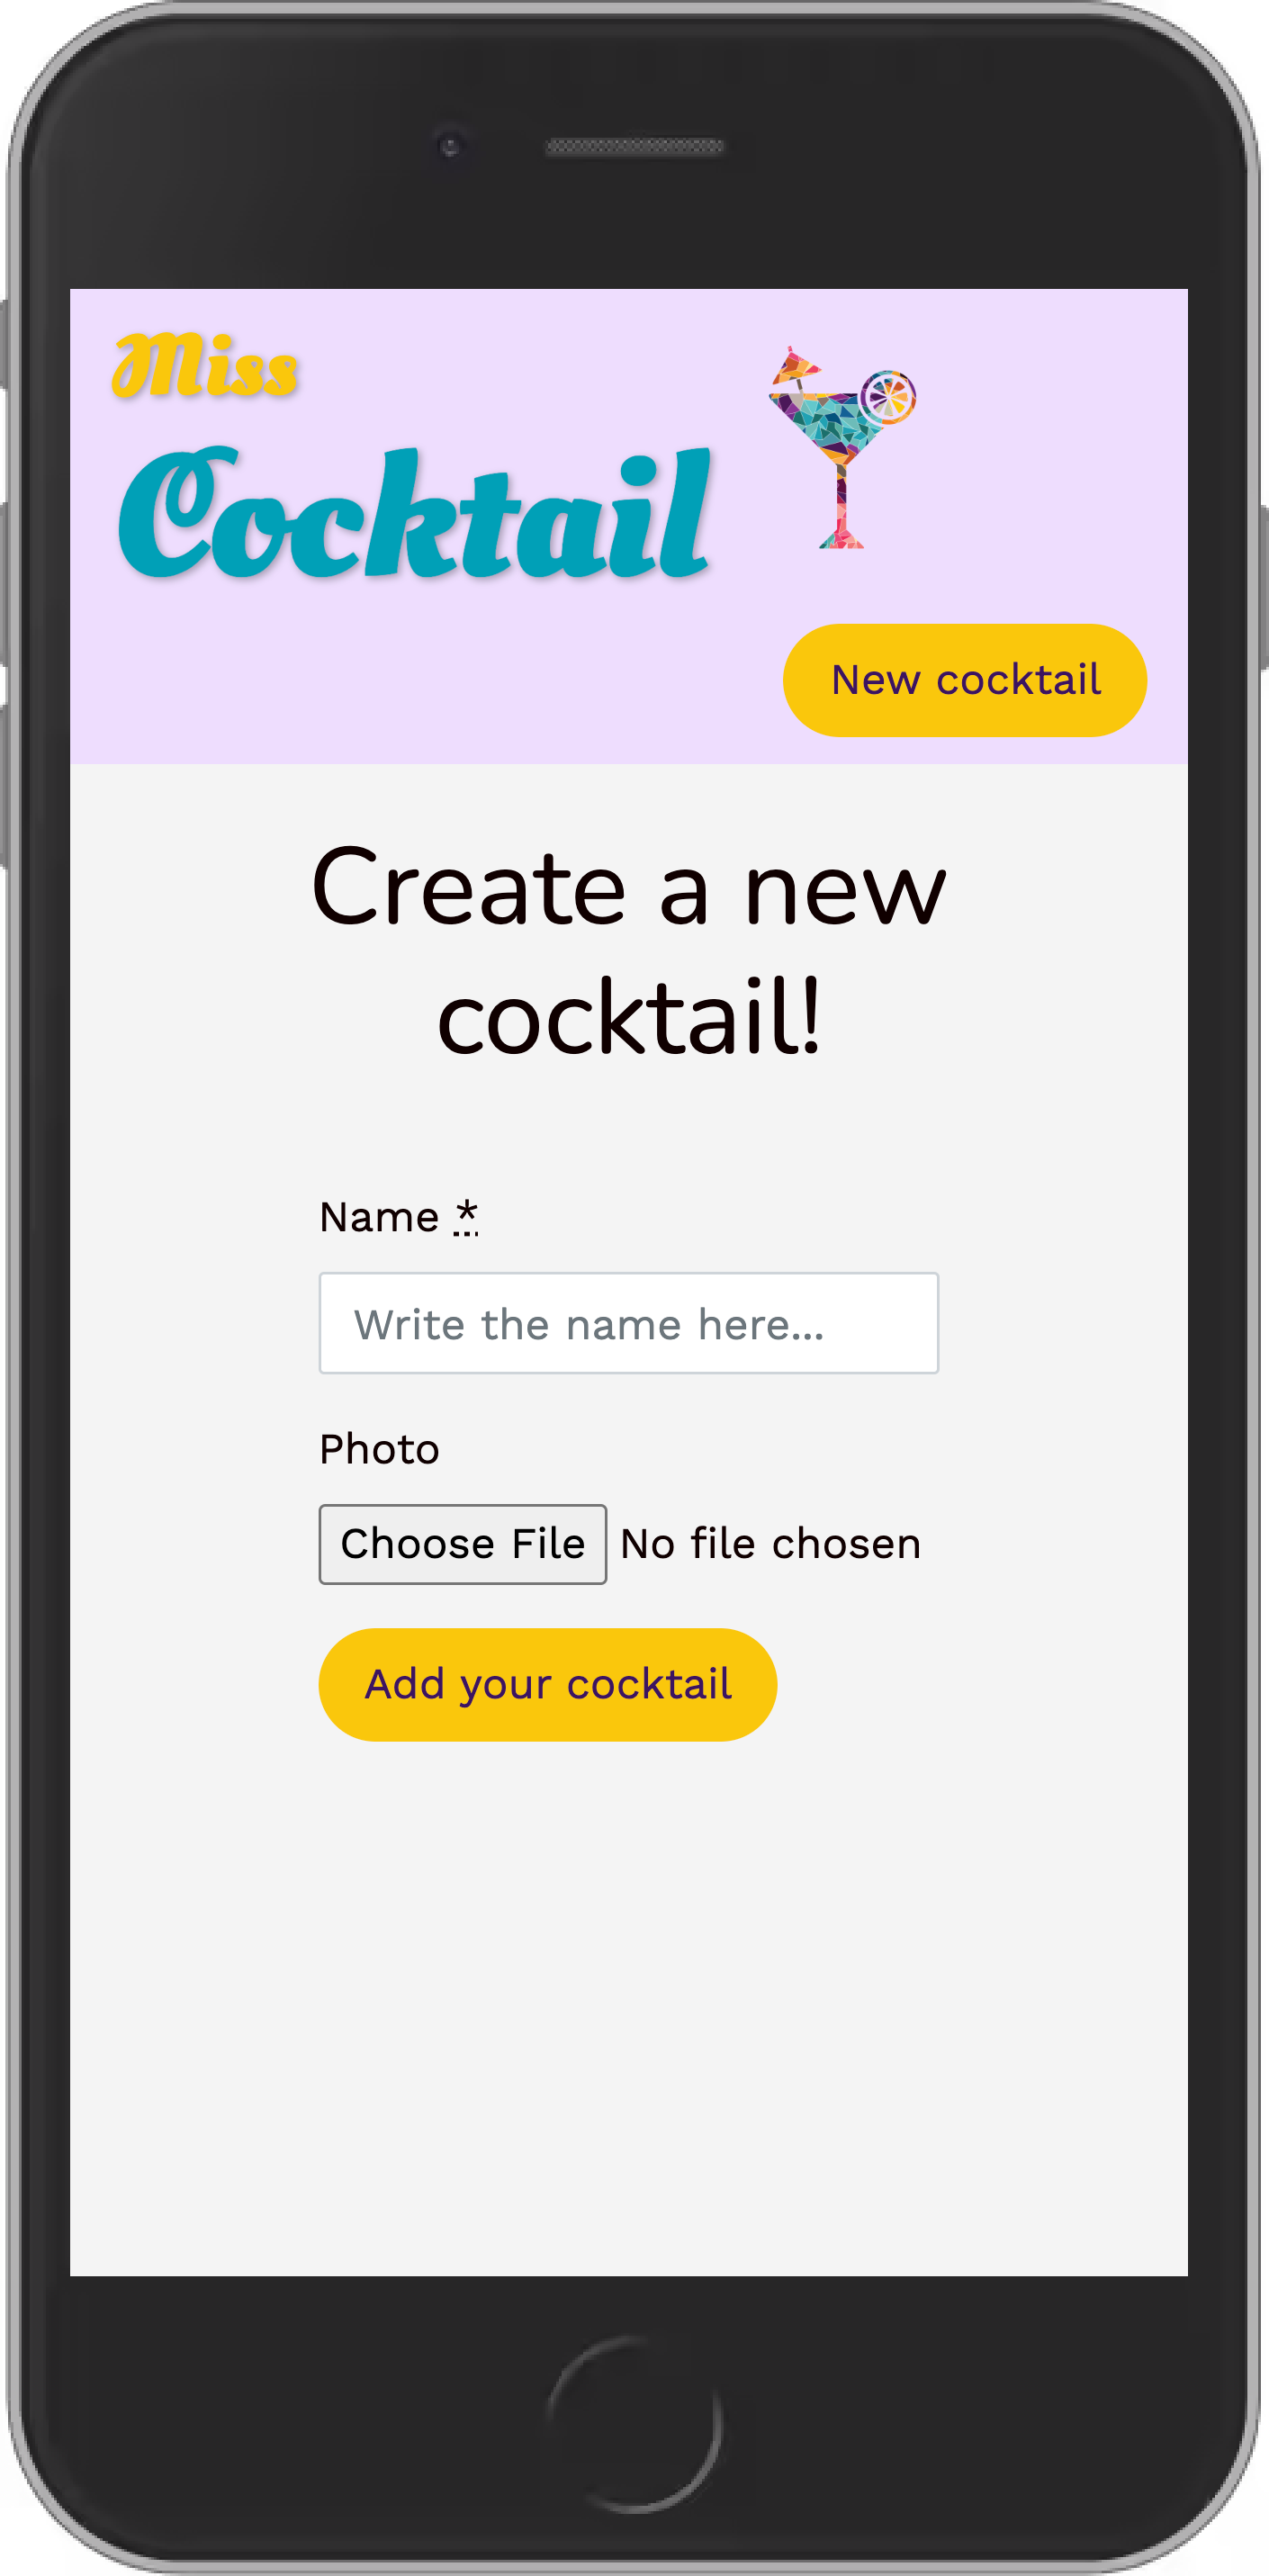 Miss
Cocktail
New cocktail
Create a new
cocktail!
Name *
Write the name here...
Photo
Choose File No file chosen
Add your cocktail